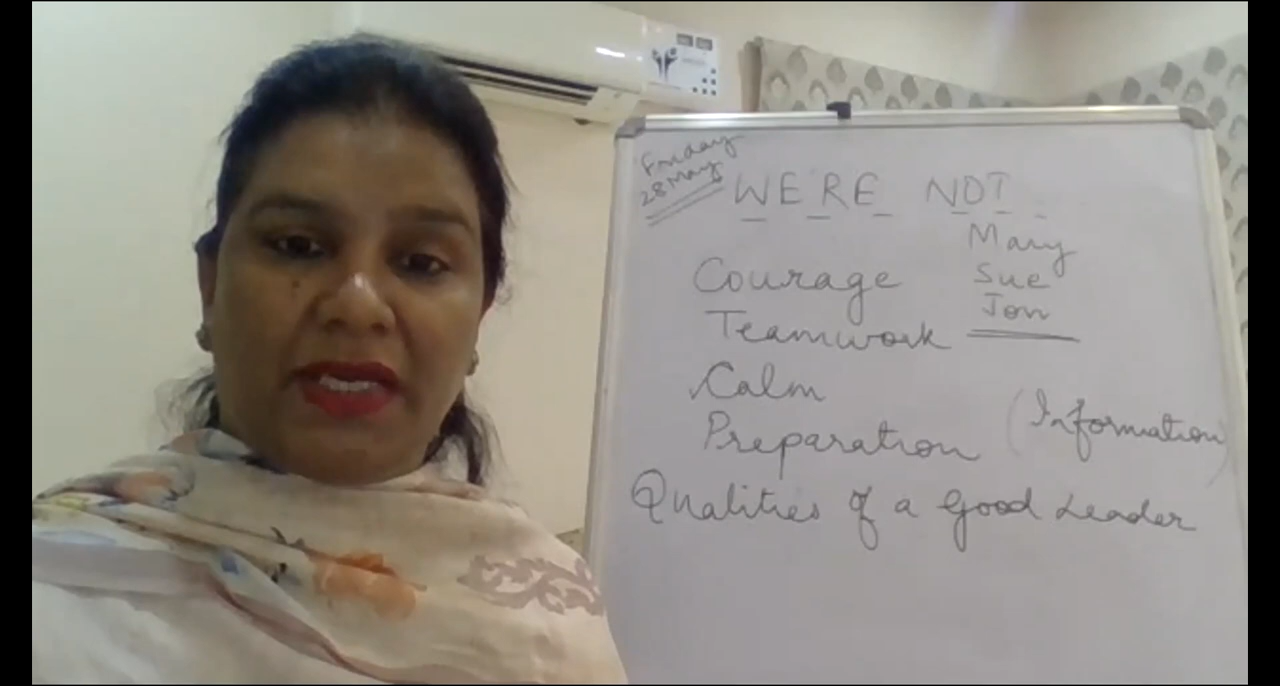 Friday
28 May
WE'RE NOT
Mary
Courage
Sue
Jon
Teamwork
Calm
Preparation (Information)
Qualities of a Good Leader